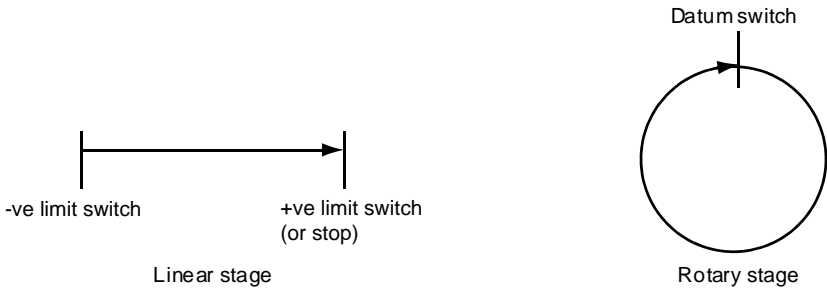 Datum switch
-ve limit switch
+ve limit switch
(or stop)
Linear stage
Rotary stage